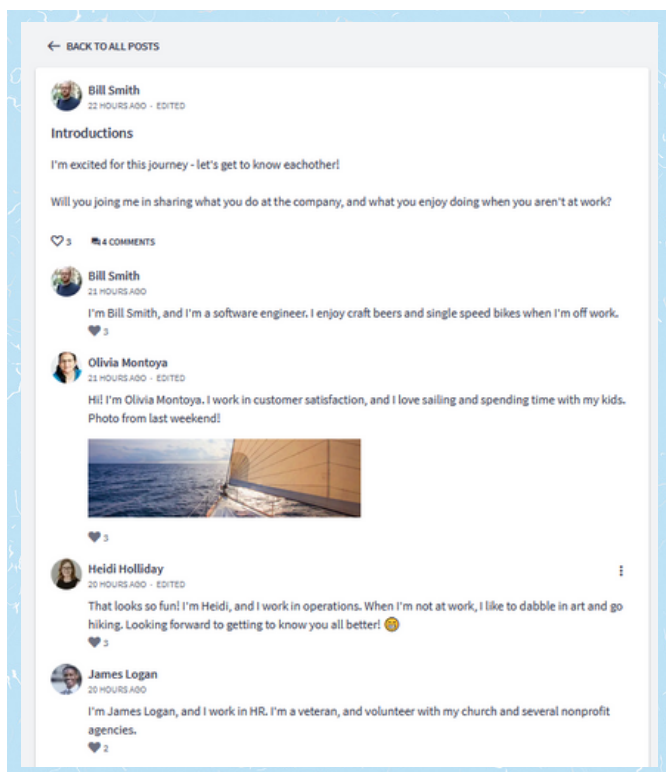 ← BACK TO ALL POSTS
Bill Smith
22 HOURS AGO · EDITED
Introductions
I'm excited for this journey - let's get to know eachother!
Will you joing me in sharing what you do at the company, and what you enjoy doing when you aren't at work?
3 4 COMMENTS
Bill Smith
21 HOURS AGO
I'm Bill Smith, and I'm a software engineer. I enjoy craft beers and single speed bikes when I'm off work.
3
Olivia Montoya
21 HOURS AGO · EDITED
Hi! I'm Olivia Montoya. I work in customer satisfaction, and I love sailing and spending time with my kids.
Photo from last weekend!
3
Heidi Holliday
20 HOURS AGO · EDITED
That looks so fun! I'm Heidi, and I work in operations. When I'm not at work, I like to dabble in art and go
hiking. Looking forward to getting to know you all better! 😁
3
James Logan
20 HOURS AGO
I'm James Logan, and I work in HR. I'm a veteran, and volunteer with my church and several nonprofit
agencies.
2